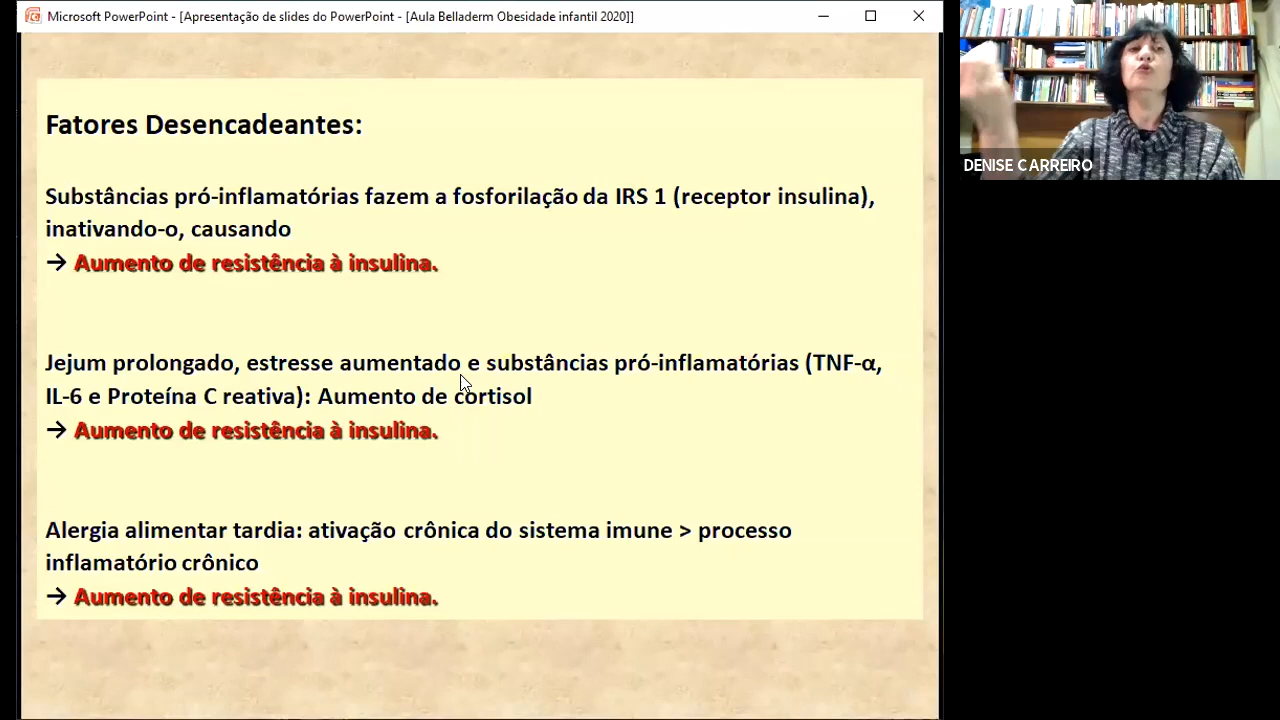 Microsoft PowerPoint - [Apresentação de slides do PowerPoint - [Aula Belladerm Obesidade infantil 2020]]
Fatores Desencadeantes:
Substâncias pró-inflamatórias fazem a fosforilação da IRS 1 (receptor insulina),
inativando-o, causando
→ Aumento de resistência à insulina.
Jejum prolongado, estresse aumentado e substâncias pró-inflamatórias (TNF-α,
IL-6 e Proteína C reativa): Aumento de cortisol
→ Aumento de resistência à insulina.
Alergia alimentar tardia: ativação crônica do sistema imune > processo
inflamatório crônico
→ Aumento de resistência à insulina.
DENISE CARREIRO